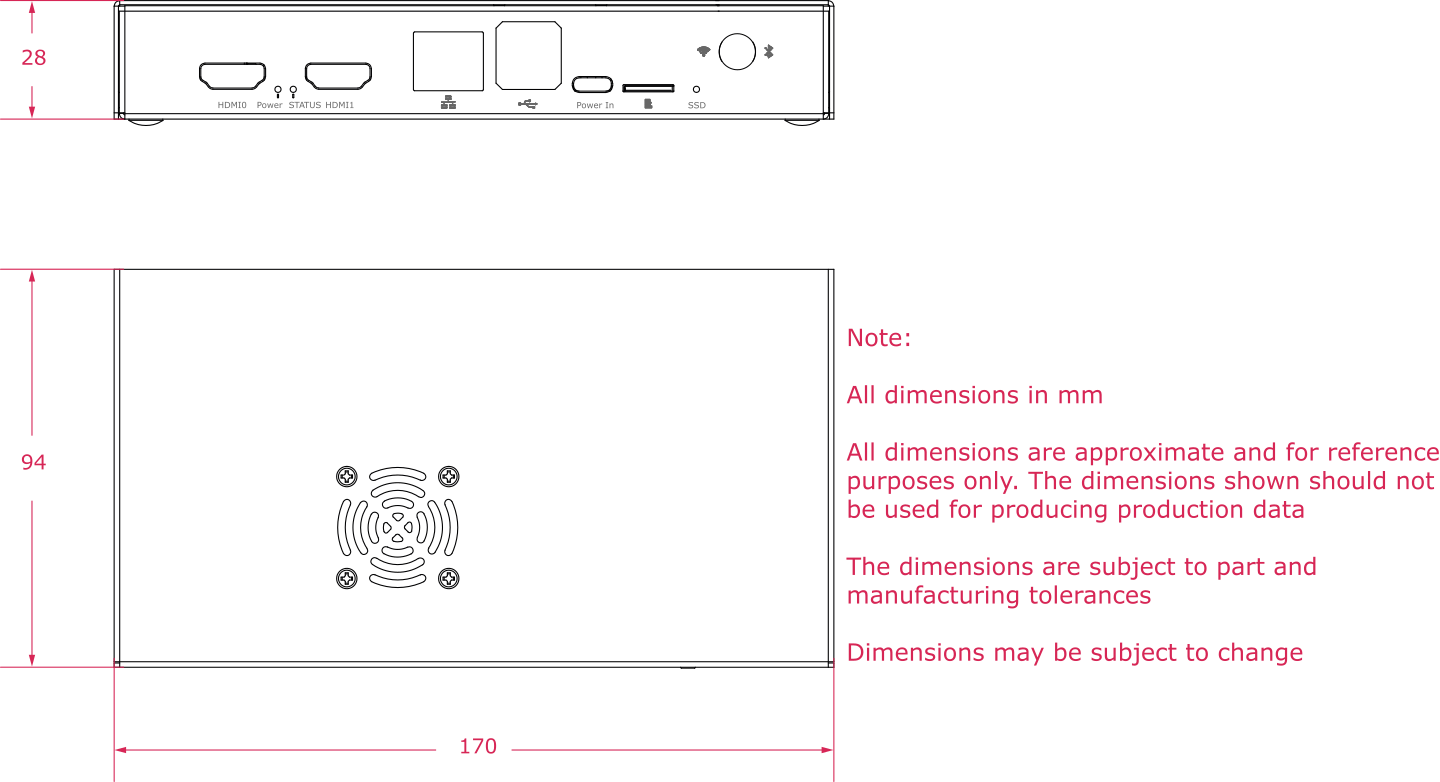 28
HDMI0 Power STATUS HDMI1 Power In SSD
94
Note:
All dimensions in mm
All dimensions are approximate and for reference
purposes only. The dimensions shown should not
be used for producing production data
The dimensions are subject to part and
manufacturing tolerances
Dimensions may be subject to change
170